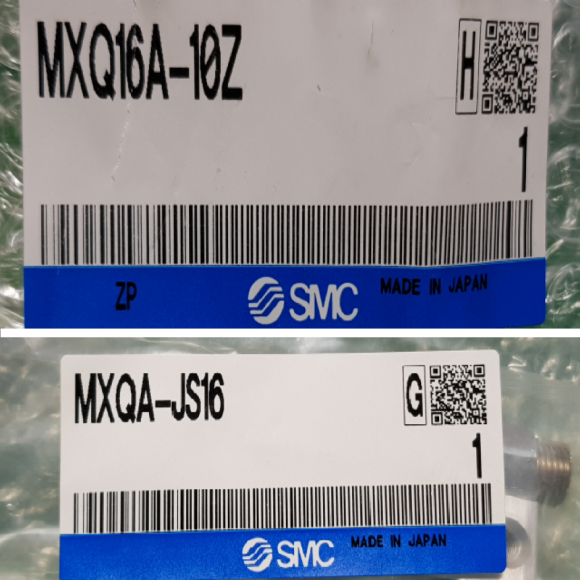 MXQ16A-10Z
H
1
ZP
SMC
MADE IN JAPAN
MXQA-JS16
G
1
SMC
MADE IN JAPAN